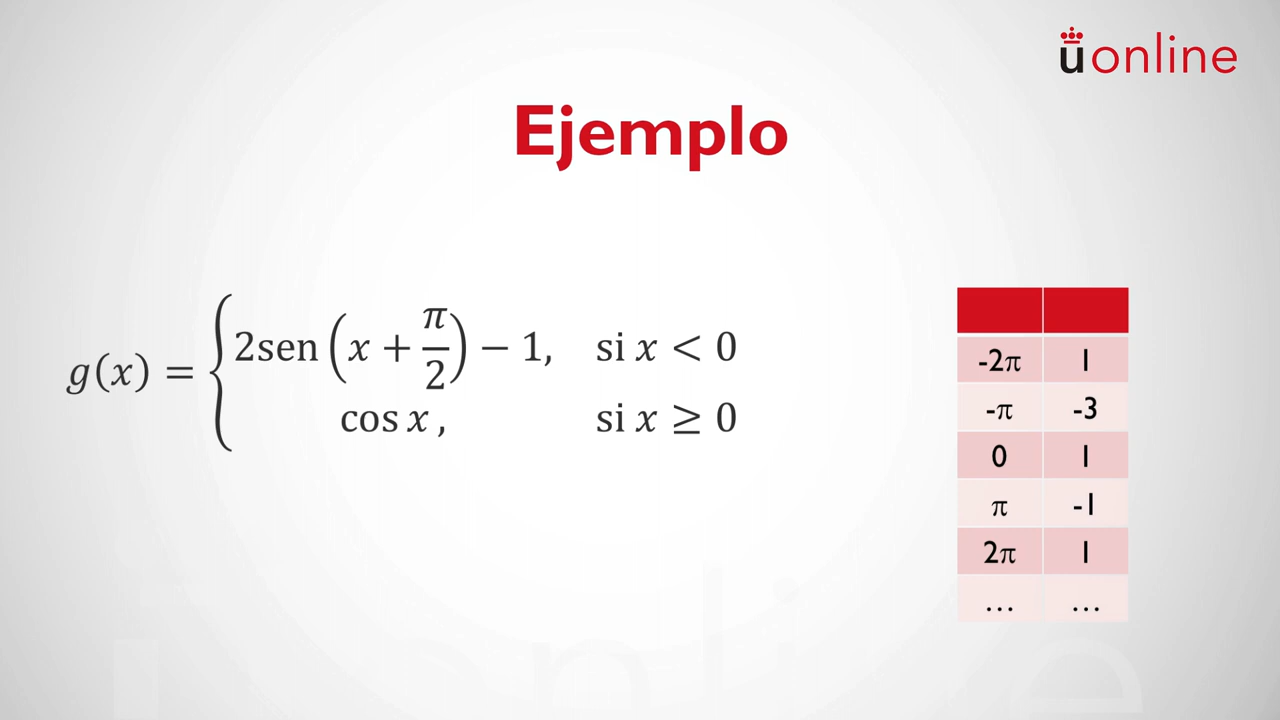 uonline
Ejemplo
g(x) = { 2sen (x + π/2) − 1, si x < 0
cos x , si x ≥ 0
-2π 1
-π -3
0 1
π -1
2π 1
... ...